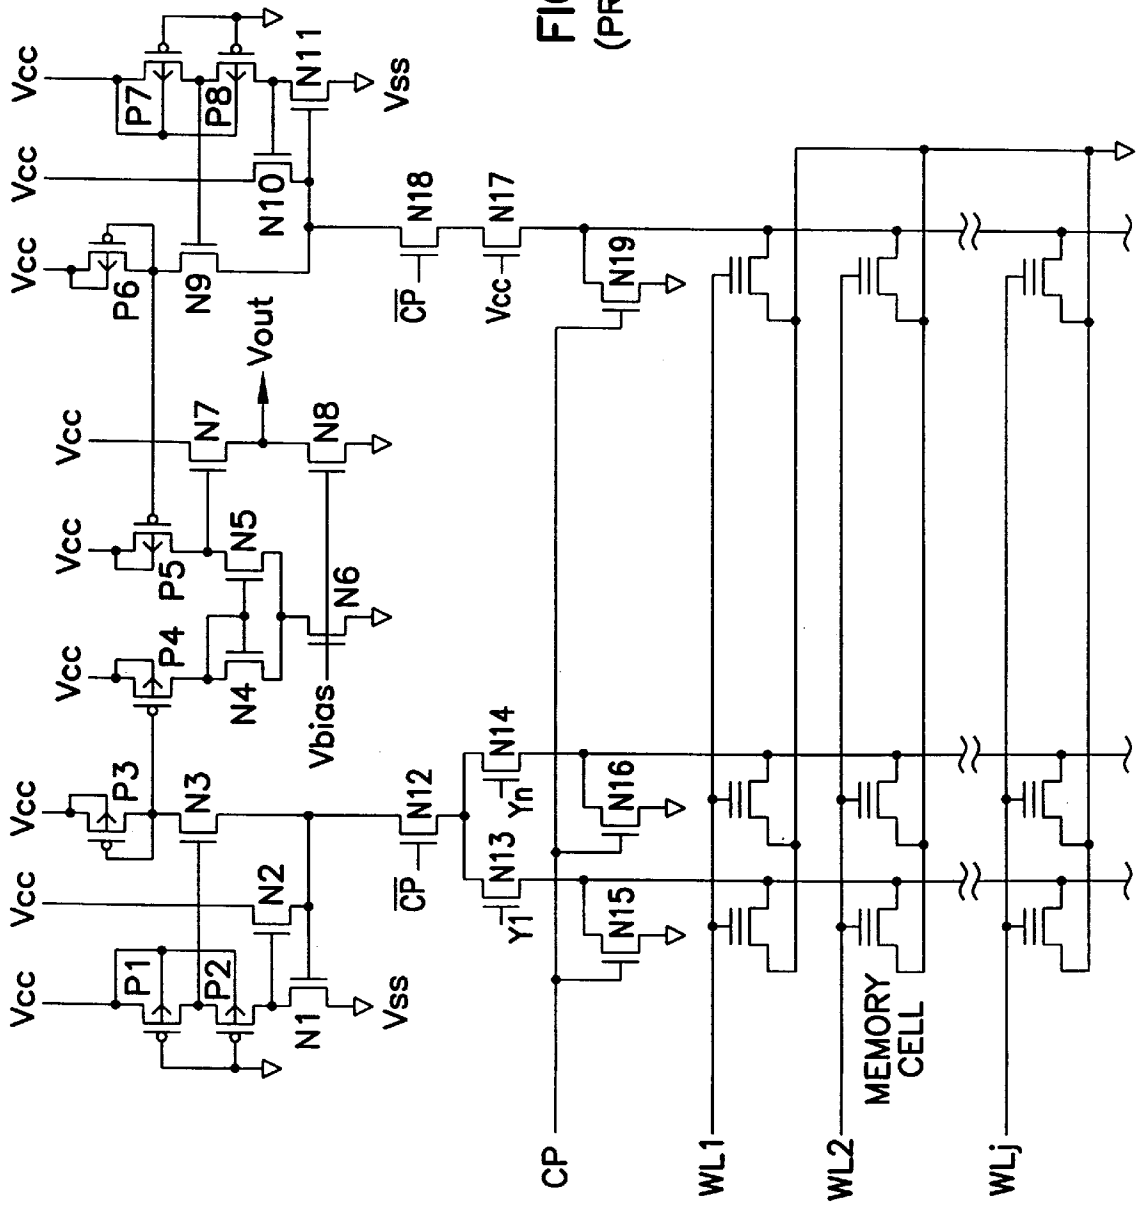 Vcc
Vcc
Vcc
Vcc
Vcc
Vcc
Vcc
Vcc
Vcc
P1
P2
N1
Vss
N2
P3
N3
P4
N4
P5
N5
N6
Vbias
N7
N8
Vout
P6
N9
N10
P7
P8
N11
Vss
CP
N12
Y1
N13
Yn
N14
N15
N16
CP
N18
Vcc
N17
N19
CP
WL1
WL2
MEMORY
CELL
WLj
(PR